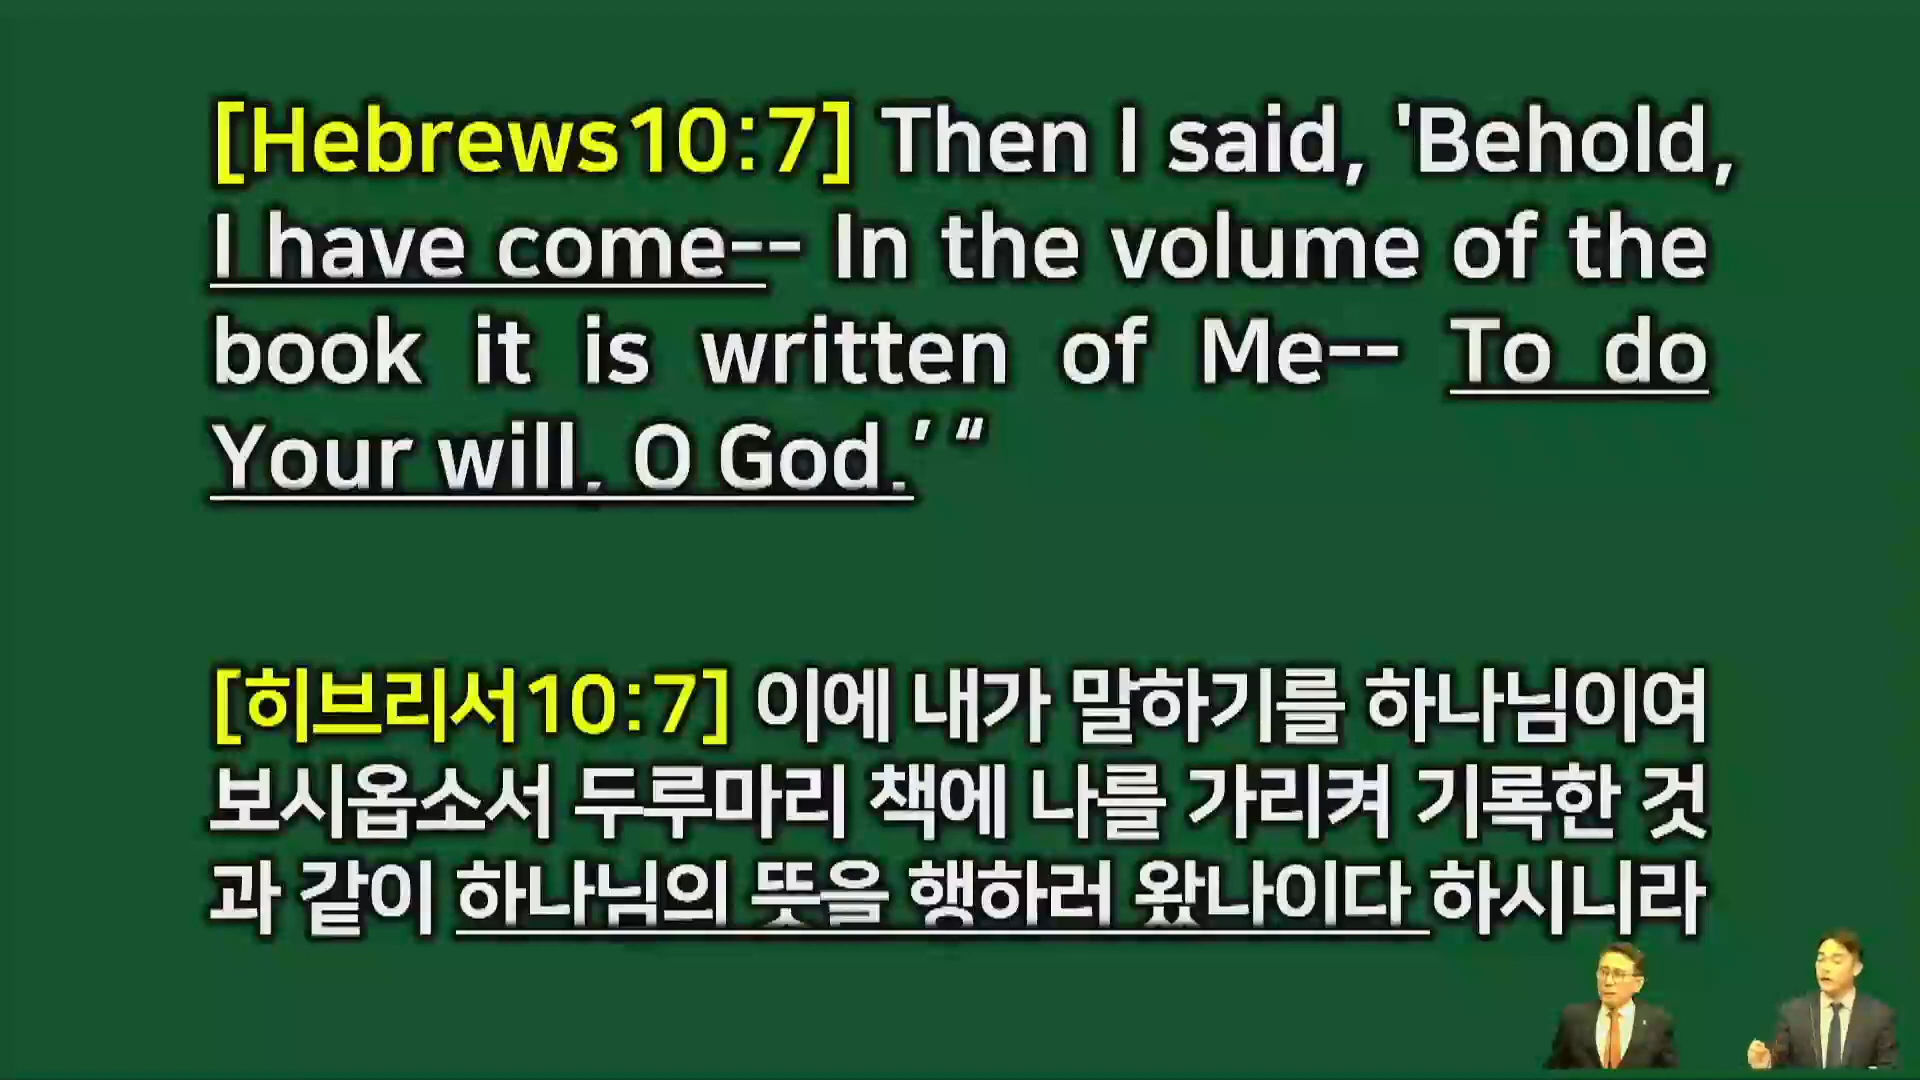 [Hebrews10:7] Then I said, 'Behold,
I have come-- In the volume of the
book it is written of Me-- To do
Your will, O God.’ “
[히브리서10:7] 이에 내가 말하기를 하나님이여
보시옵소서 두루마리 책에 나를 가리켜 기록한 것
과 같이 하나님의 뜻을 행하러 왔나이다 하시니라